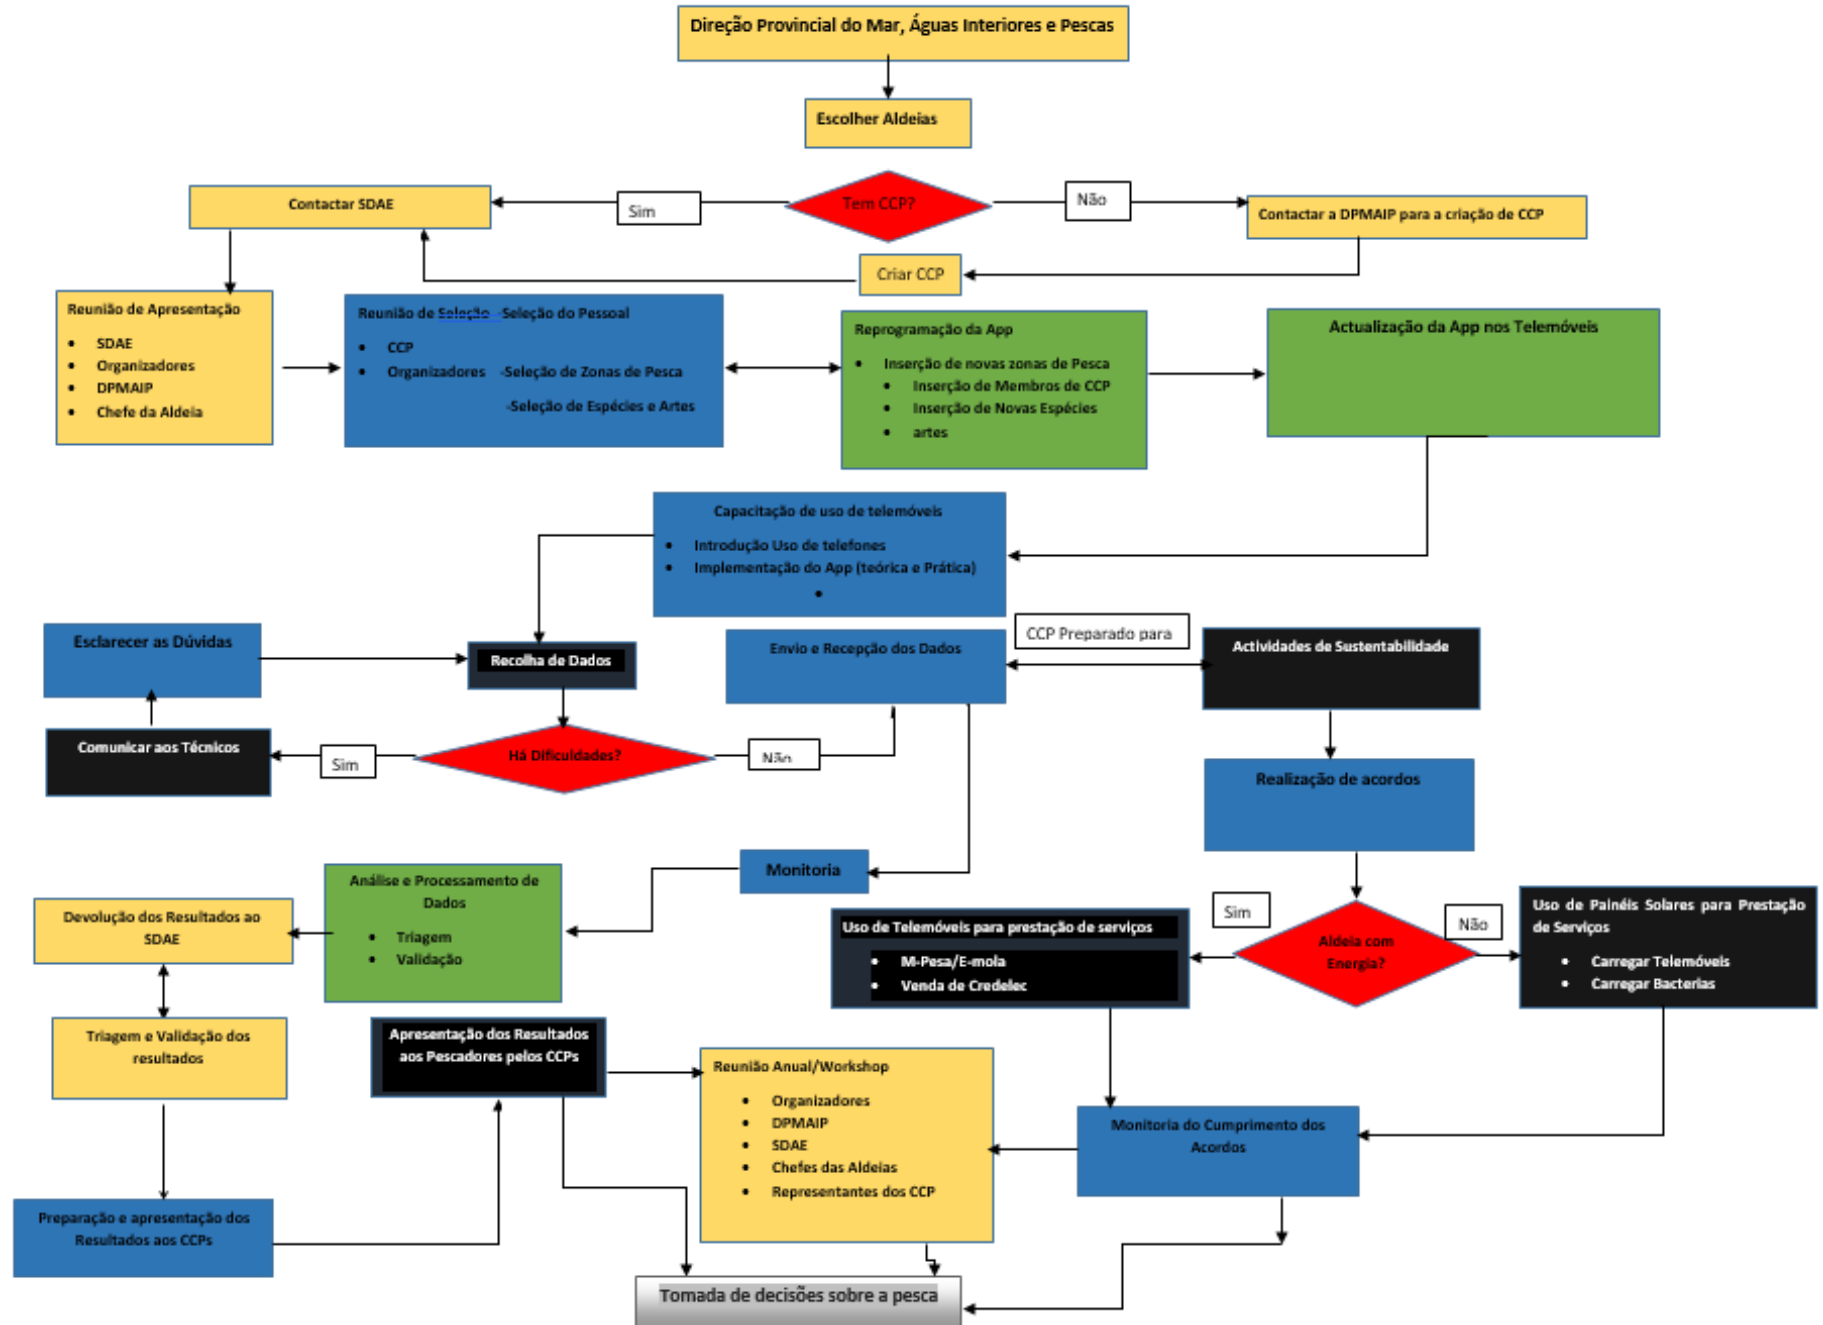 Direção Provincial do Mar, Águas Interiores e Pescas
Escolher Aldeias
Contactar SDAE
Sim
Tem CCP?
Não
Contactar a DPMAIP para a criação de CCP
Criar CCP
Reunião de Apresentação
• SDAE
• Organizadores
• DPMAIP
• Chefe da Aldeia
Reunião de Seleção -Seleção do Pessoal
• CCP
• Organizadores -Seleção de Zonas de Pesca
-Seleção de Espécies e Artes
Reprogramação da App
• Inserção de novas zonas de Pesca
• Inserção de Membros de CCP
• Inserção de Novas Espécies
• artes
Actualização da App nos Telemóveis
Capacitação de uso de telemóveis
• Introdução Uso de telefones
• Implementação do App (teórica e Prática)
•
Esclarecer as Dúvidas
Recolha de Dados
Envio e Recepção dos Dados
CCP Preparado para
Actividades de Sustentabilidade
Comunicar aos Técnicos
Sim
Há Dificuldades?
Não
Realização de acordos
Monitoria
Análise e Processamento de
Dados
• Triagem
• Validação
Devolução dos Resultados ao
SDAE
Uso de Telemóveis para prestação de serviços
• M-Pesa/E-mola
• Venda de Credelec
Sim
Aldeia com
Energia?
Não
Uso de Painéis Solares para Prestação
de Serviços
• Carregar Telemóveis
• Carregar Bacterias
Triagem e Validação dos
resultados
Apresentação dos Resultados
aos Pescadores pelos CCPs
Reunião Anual/Workshop
• Organizadores
• DPMAIP
• SDAE
• Chefes das Aldeias
• Representantes dos CCP
Monitoria do Cumprimento dos
Acordos
Preparação e apresentação dos
Resultados aos CCPs
Tomada de decisões sobre a pesca